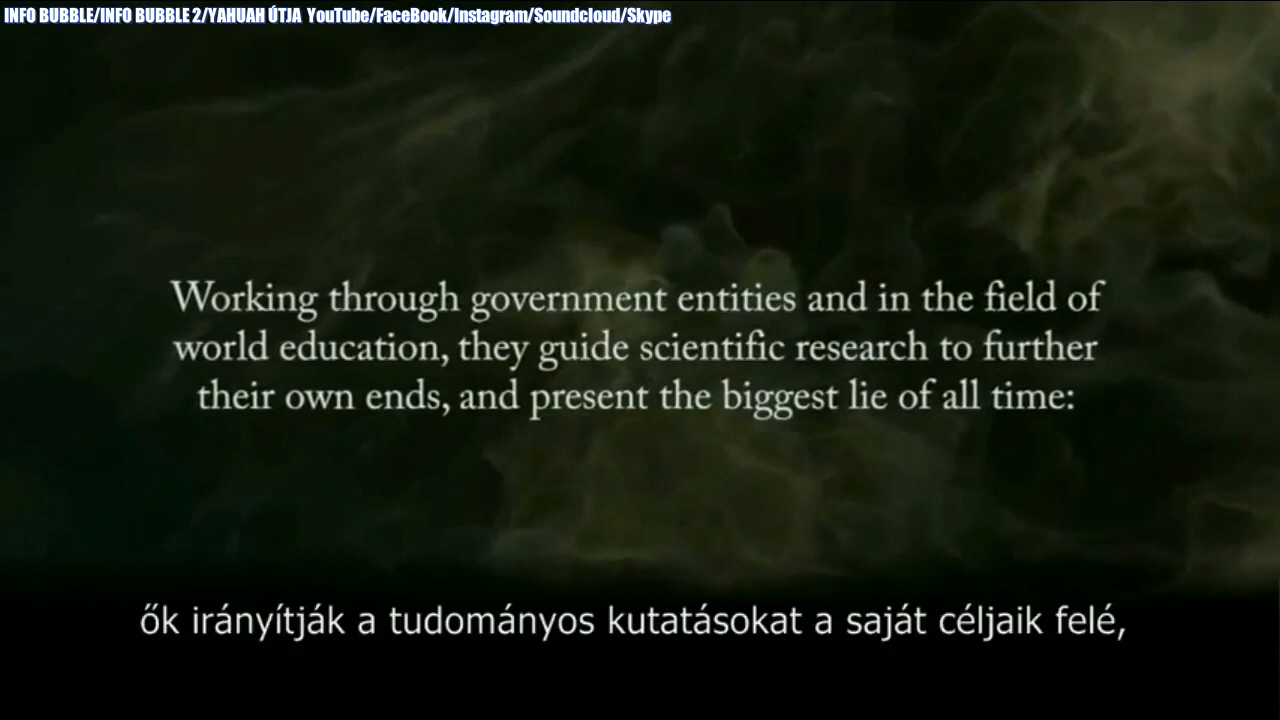 INFO BUBBLE/INFO BUBBLE 2/YAHUAH ÚTJA YouTube/FaceBook/Instagram/Soundcloud/Skype
Working through government entities and in the field of
world education, they guide scientific research to further
their own ends, and present the biggest lie of all time:
ők irányítják a tudományos kutatásokat a saját céljaik felé,